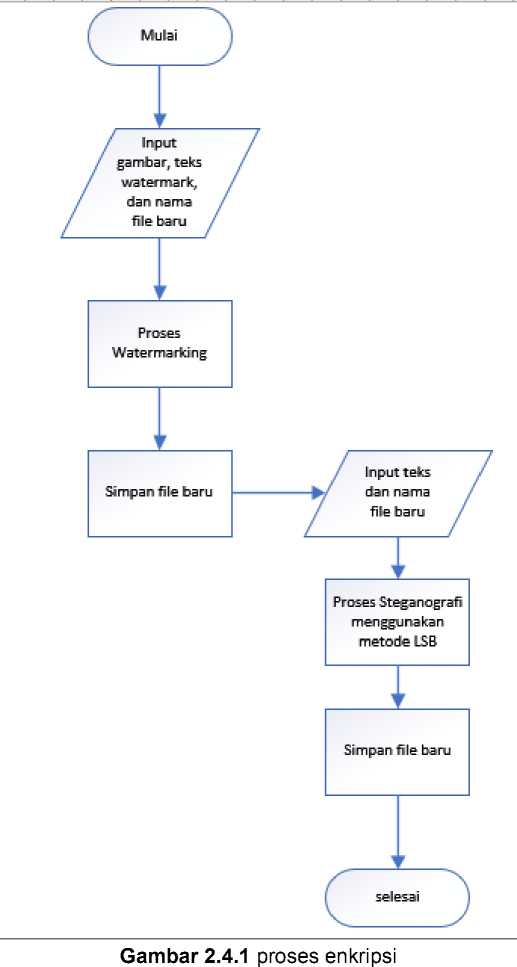 Mulai
Input
gambar, teks
watermark,
dan nama
file baru
Proses
Watermarking
Simpan file baru
Input teks
dan nama
file baru
Proses Steganografi
menggunakan
metode LSB
Simpan file baru
selesai
Gambar 2.4.1 proses enkripsi